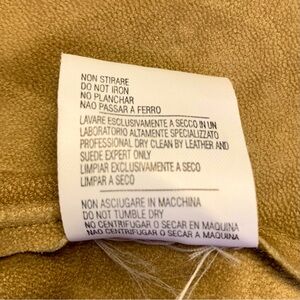 NON STIRARE
DO NOT IRON
NO PLANCHAR
NAO PASSAR A FERRO
LAVARE ESCLUSIVAMENTE A SECCO IN UN
LABORATORIO ALTAMENTE SPECIALIZZATO
PROFESSIONAL DRY CLEAN BY LEATHER AND
SUEDE EXPERT ONLY
LIMPIAR EXCLUSIVAMENTE A SECO
LIMPAR A SECO
NON ASCIUGARE IN MACCHINA
DO NOT TUMBLE DRY
NO CENTRIFUGAR O SECAR EN MAQUINA
NAO CENTRIFUGAR O SECAR A MAQUINA